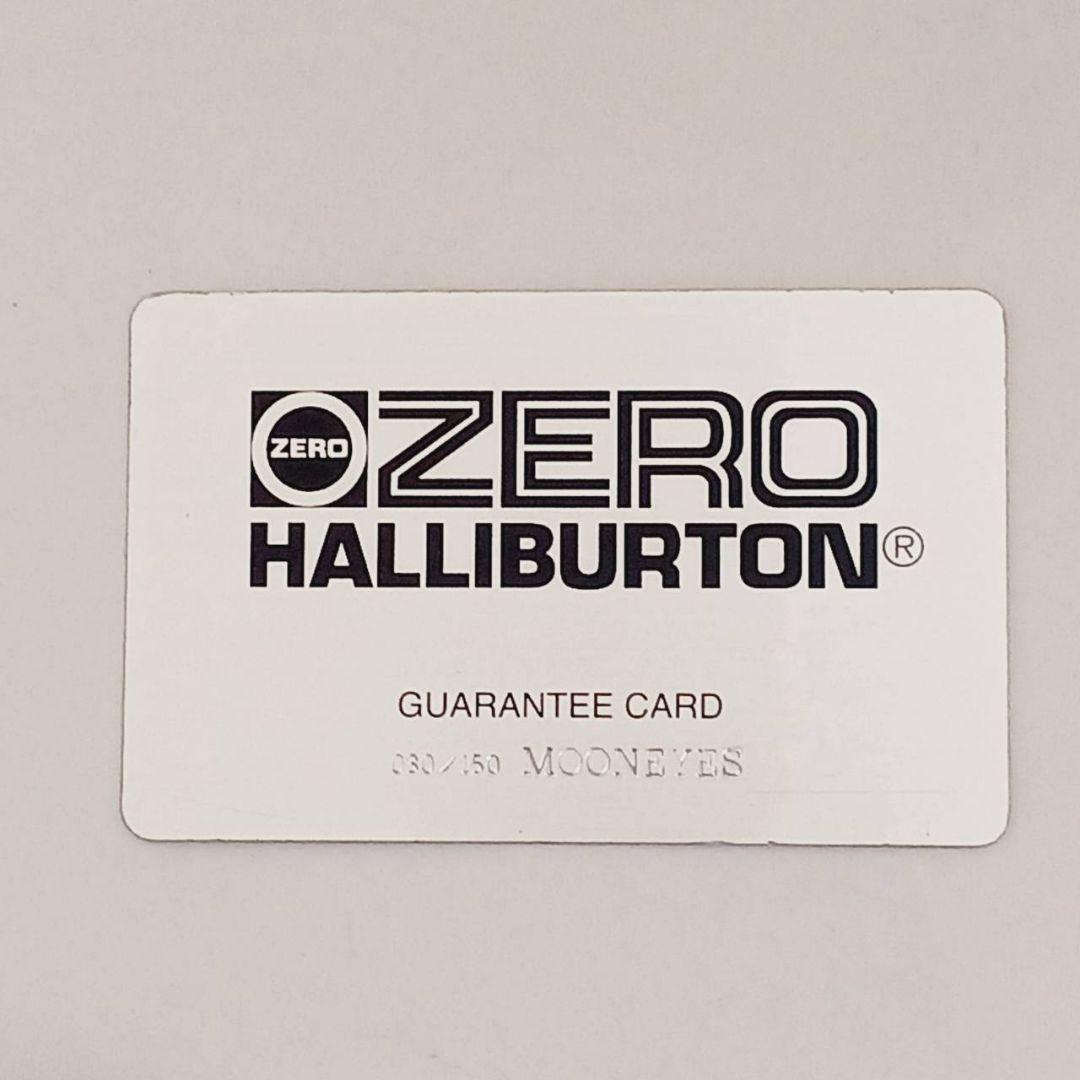 ZERO ZERO
HALLIBURTON®
GUARANTEE CARD
030/150 MOONEYES